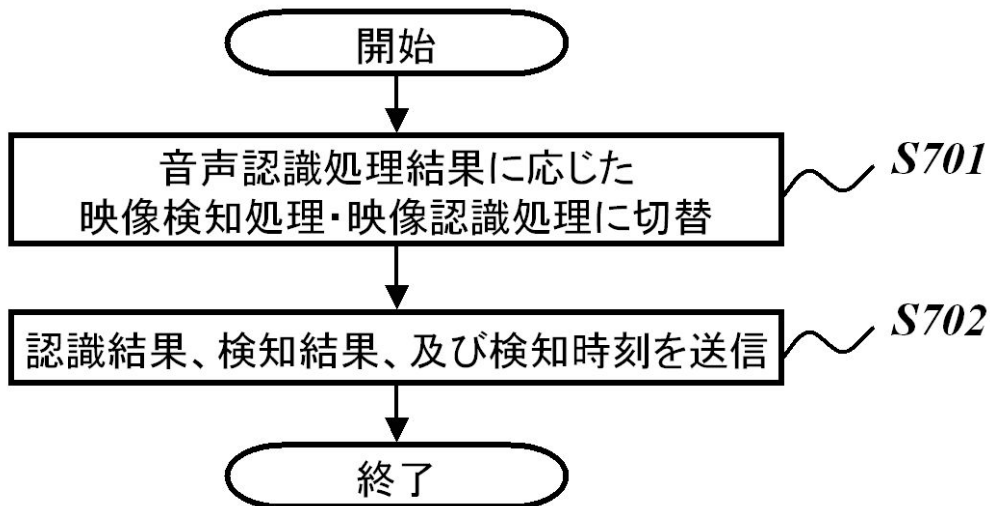 開始
音声認識処理結果に応じた
映像検知処理・映像認識処理に切替
S701
認識結果、検知結果、及び検知時刻を送信
S702
終了